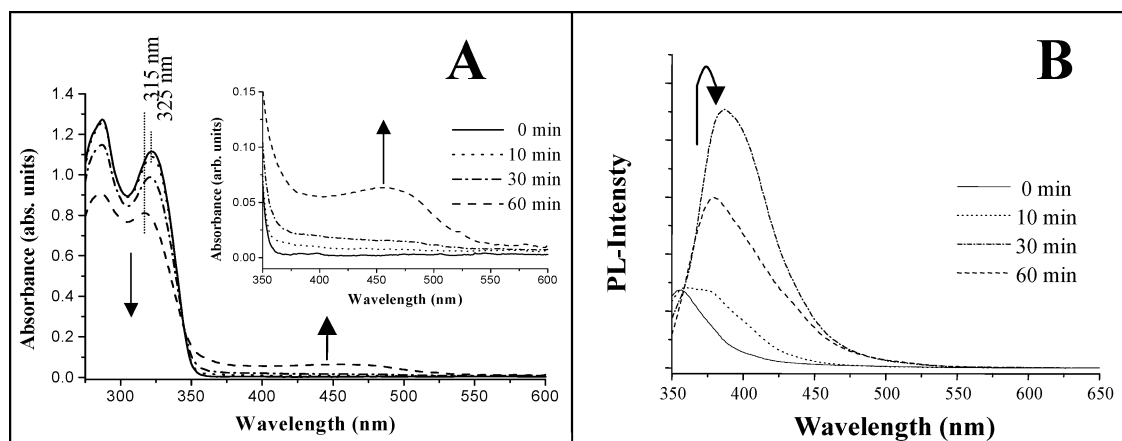 A
315 nm
325 nm
Absorbance (abs. units)
1.4
1.2
1.0
0.8
0.6
0.4
0.2
0.0
300
350
400
450
500
550
600
Wavelength (nm)
Absorbance (arb. units)
0.15
0.10
0.05
0.00
350
400
450
500
550
600
Wavelength (nm)
0 min
10 min
30 min
60 min
B
PL-Intensty
0 min
10 min
30 min
60 min
350
400
450
500
550
600
650
Wavelength (nm)